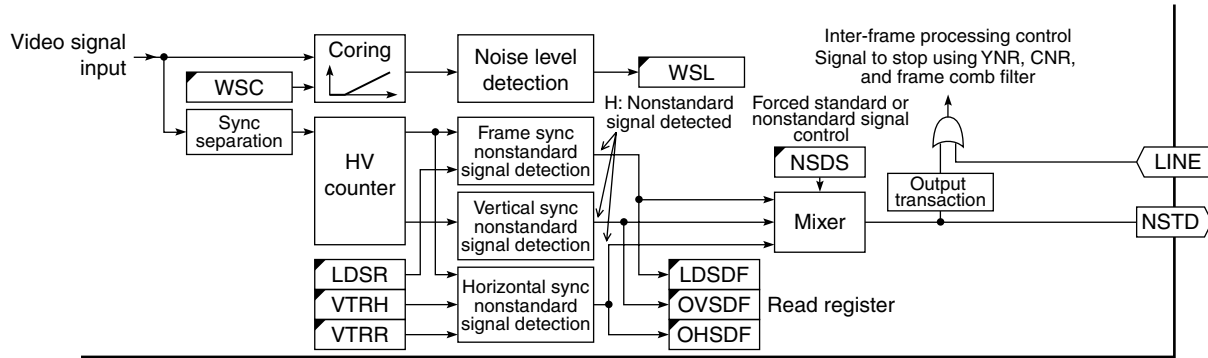 Video signal
input
WSC
Sync
separation
Coring
Noise level
detection
WSL
H: Nonstandard
signal detected
HV
counter
Frame sync
nonstandard
signal detection
Vertical sync
nonstandard
signal detection
Horizontal sync
nonstandard
signal detection
LDSR
VTRH
VTRR
Forced standard or
nonstandard signal
control
NSDS
Mixer
LDSDF
OVSDF
OHSDF
Read register
Inter-frame processing control
Signal to stop using YNR, CNR,
and frame comb filter
Output
transaction
LINE
NSTD